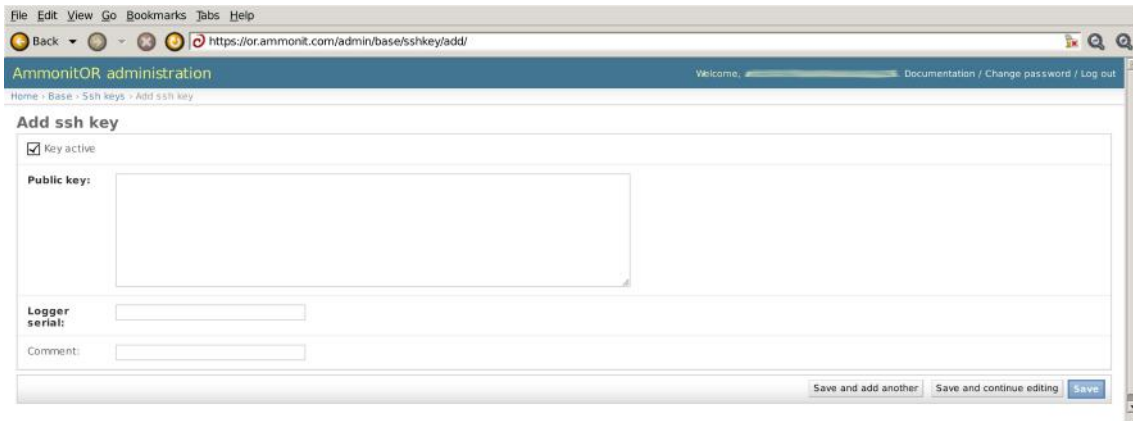 File Edit View Go Bookmarks Tabs Help
Back https://or.ammonit.com/admin/base/sshkey/add/
AmmonitOR administration Welcome, Documentation / Change password / Log out
Home › Base › Ssh keys › Add ssh key
Add ssh key
Key active
Public key:
Logger
serial:
Comment:
Save and add another Save and continue editing Save